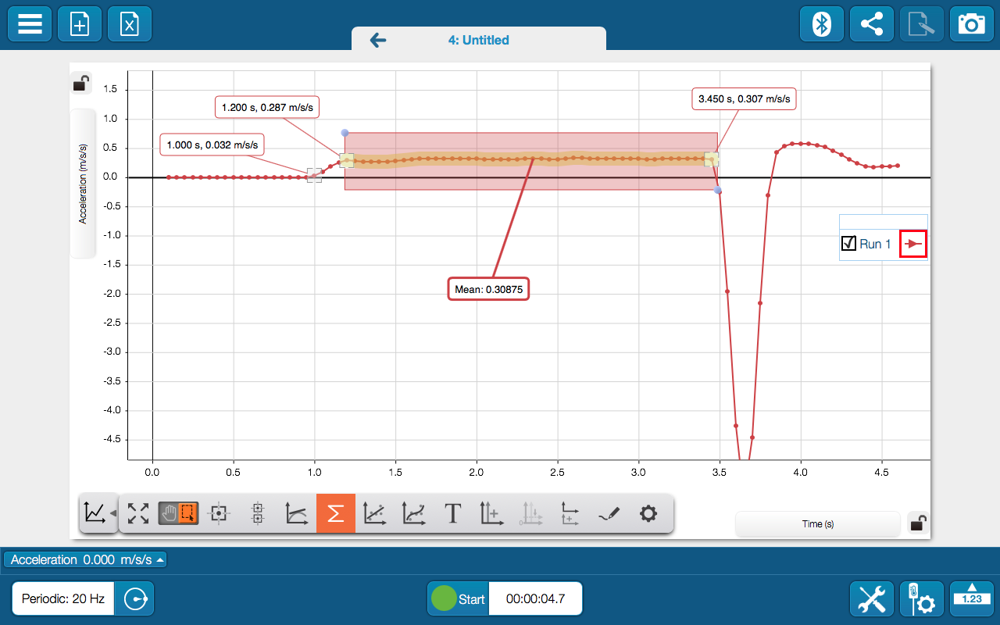 4: Untitled
1.5
1.0
0.5
0.0
-0.5
-1.0
-1.5
-2.0
-2.5
-3.0
-3.5
-4.0
-4.5
Acceleration (m/s/s)
1.200 s, 0.287 m/s/s
1.000 s, 0.032 m/s/s
3.450 s, 0.307 m/s/s
Mean: 0.30875
Run 1
0.0 0.5 1.0 1.5 2.0 2.5 3.0 3.5 4.0 4.5
Σ
T
0
Time (s)
Acceleration 0.000 m/s/s
Periodic: 20 Hz
Start
00:00:04.7
1.23